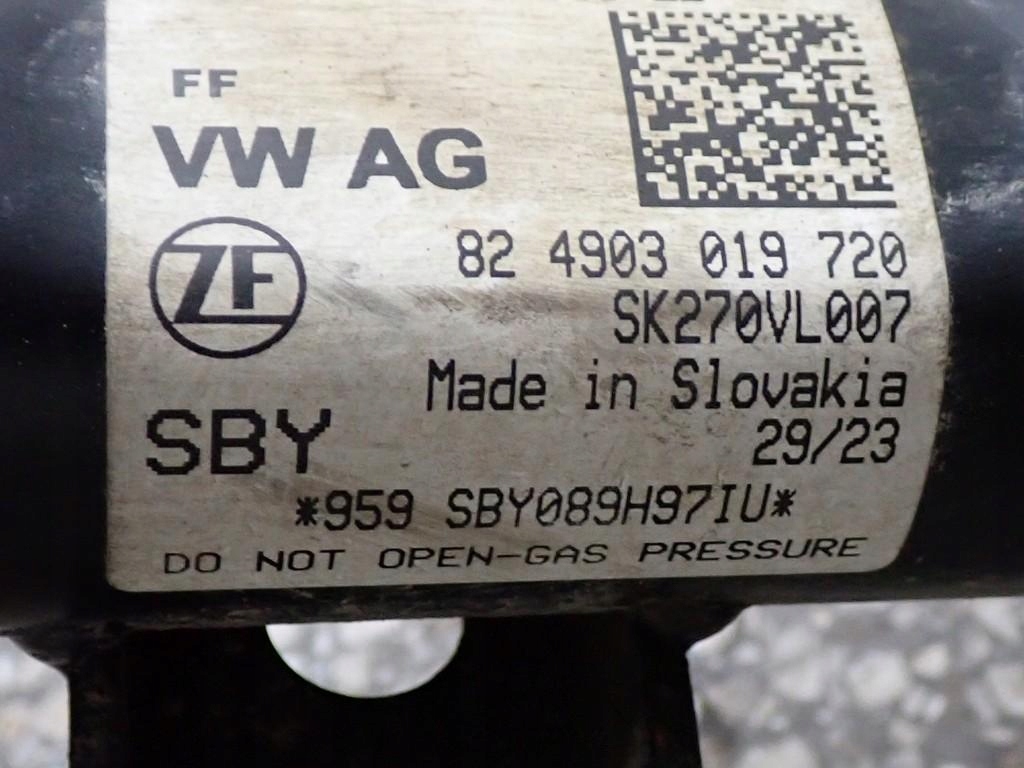 FF
VW AG
ZF
82 4903 019 720
SK270VL007
Made in Slovakia
SBY
29/23
*959 SBY089H97IU*
DO NOT OPEN-GAS PRESSURE